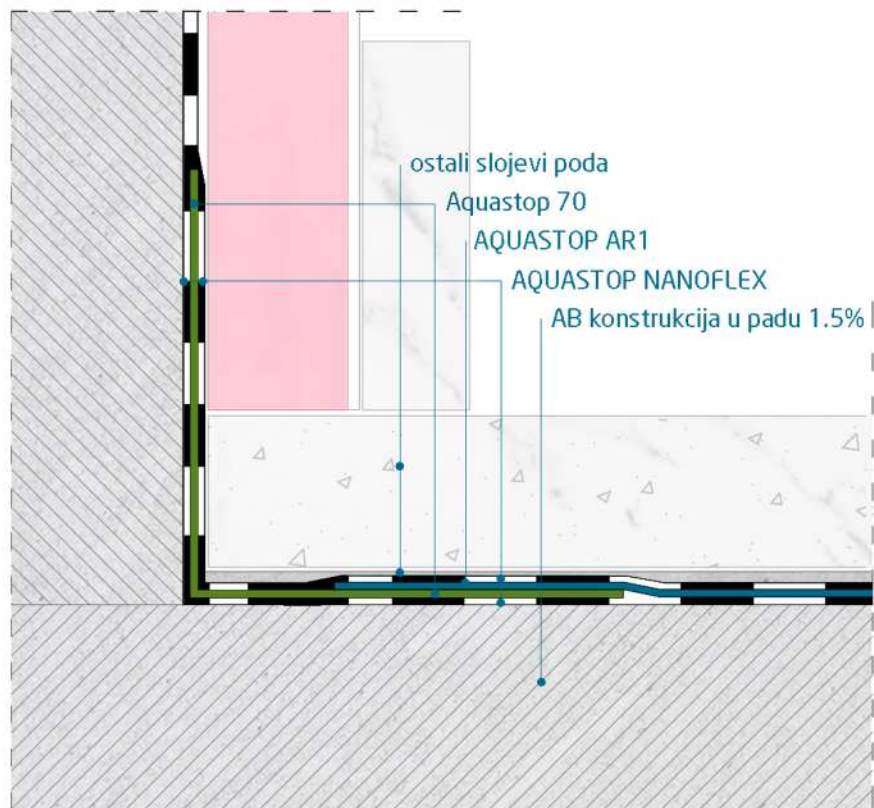 ostali slojevi poda
Aquastop 70
AQUASTOP AR1
AQUASTOP NANOFLEX
AB konstrukcija u padu 1.5%